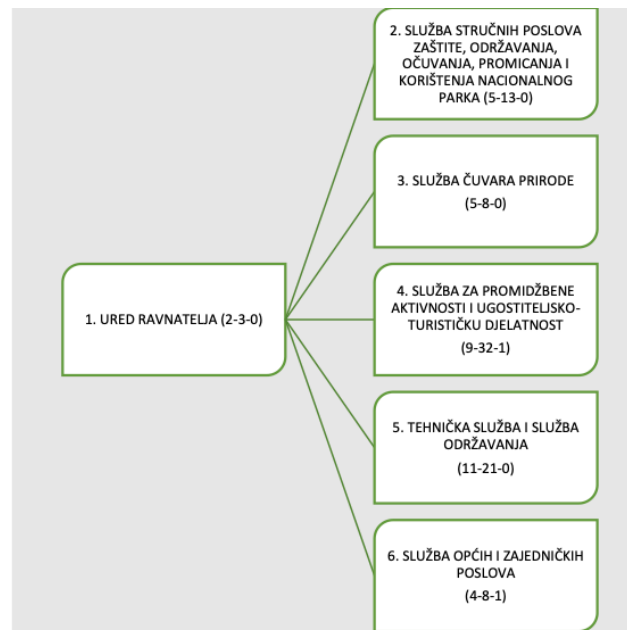 2. SLUŽBA STRUČNIH POSLOVA
ZAŠTITE, ODRŽAVANJA,
OČUVANJA, PROMICANJA I
KORIŠTENJA NACIONALNOG
PARKA (5-13-0)
3. SLUŽBA ČUVARA PRIRODE
(5-8-0)
1. URED RAVNATELJA (2-3-0)
4. SLUŽBA ZA PROMIDŽBENE
AKTIVNOSTI I UGOSTITELJSKO-
TURISTIČKU DJELATNOST
(9-32-1)
5. TEHNIČKA SLUŽBA I SLUŽBA
ODRŽAVANJA
(11-21-0)
6. SLUŽBA OPĆIH I ZAJEDNIČKIH
POSLOVA
(4-8-1)